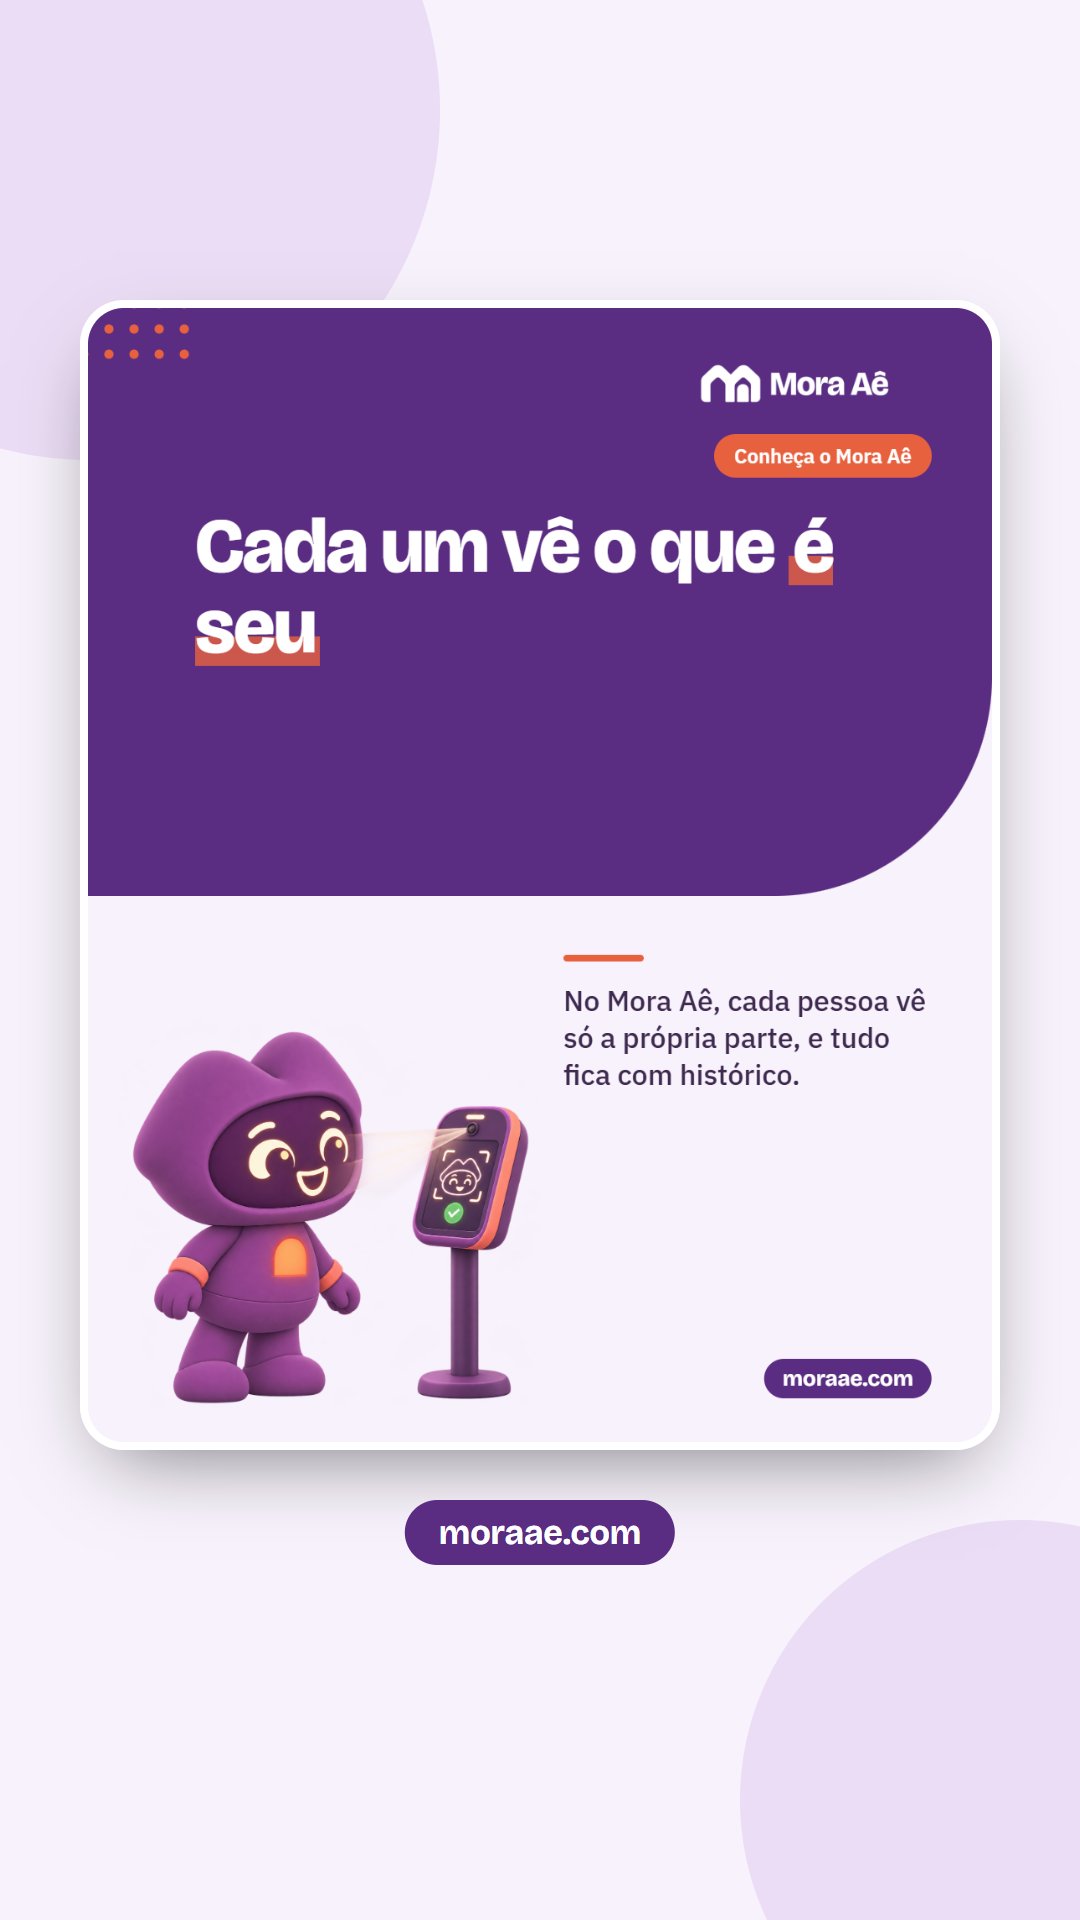 Mora Aê
Conheça o Mora Aê
Cada um vê o que é
seu
No Mora Aê, cada pessoa vê
só a própria parte, e tudo
fica com histórico.
moraae.com
moraae.com